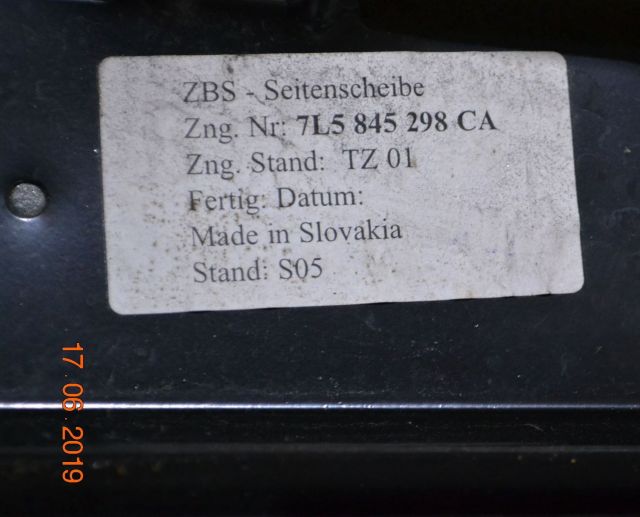 ZBS - Seitenscheibe
Zng. Nr: 7L5 845 298 CA
Zng. Stand: TZ 01
Fertig: Datum:
Made in Slovakia
Stand: S05
17 06 2019